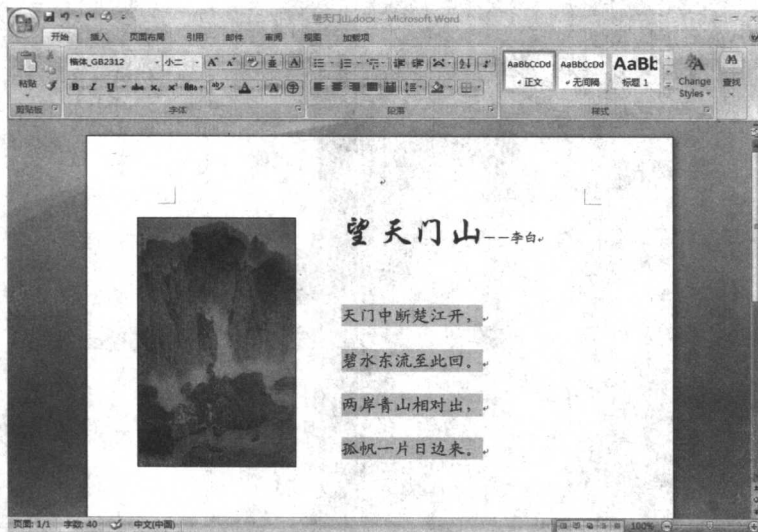 望天门山.docx - Microsoft Word
开始 插入 页面布局 引用 邮件 审阅 视图 加载项
楷体_GB2312 小二
粘贴
AaBbCcDd AaBbCcDd AaBb
正文 无间隔 标题 1
Change Styles
查找
剪贴板 字体 段落 样式
望天门山——李白
天门中断楚江开，
碧水东流至此回。
两岸青山相对出，
孤帆一片日边来。
页面: 1/1 字数: 40 中文(中国) 100%